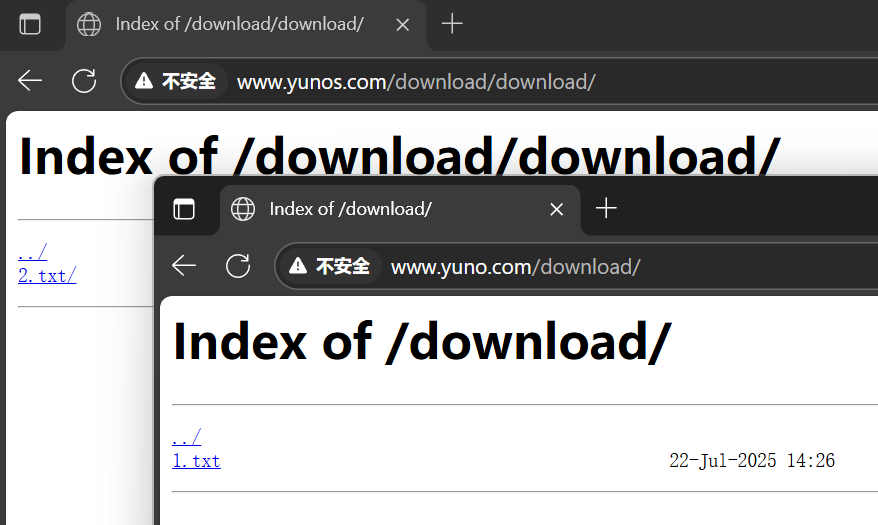 Index of /download/download/
不安全 www.yunos.com/download/download/
Index of /download/download/
../
2.txt/
Index of /download/
不安全 www.yuno.com/download/
Index of /download/
../
1.txt 22-Jul-2025 14:26